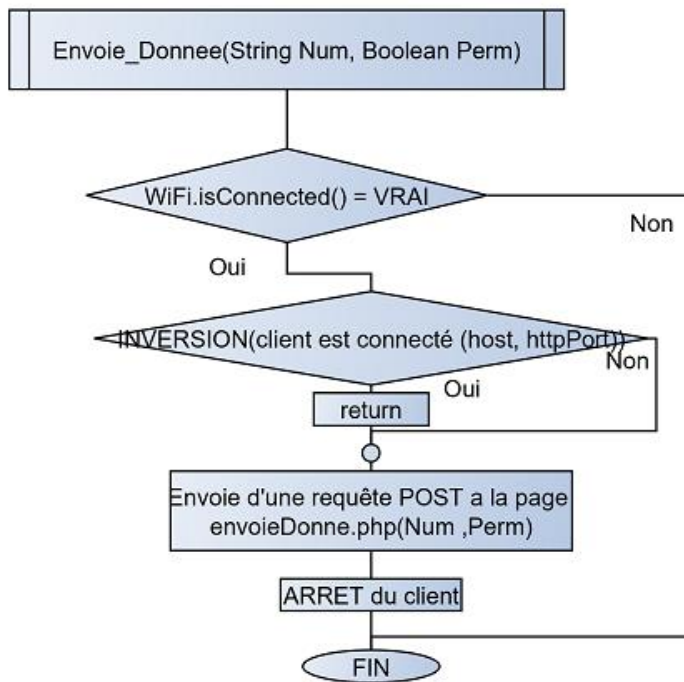 Envoie_Donnee(String Num, Boolean Perm)
WiFi.isConnected() = VRAI
Non
Oui
INVERSION(client est connecté (host, httpPort))
Non
Oui
return
Envoie d'une requête POST a la page
envoieDonne.php(Num ,Perm)
ARRET du client
FIN